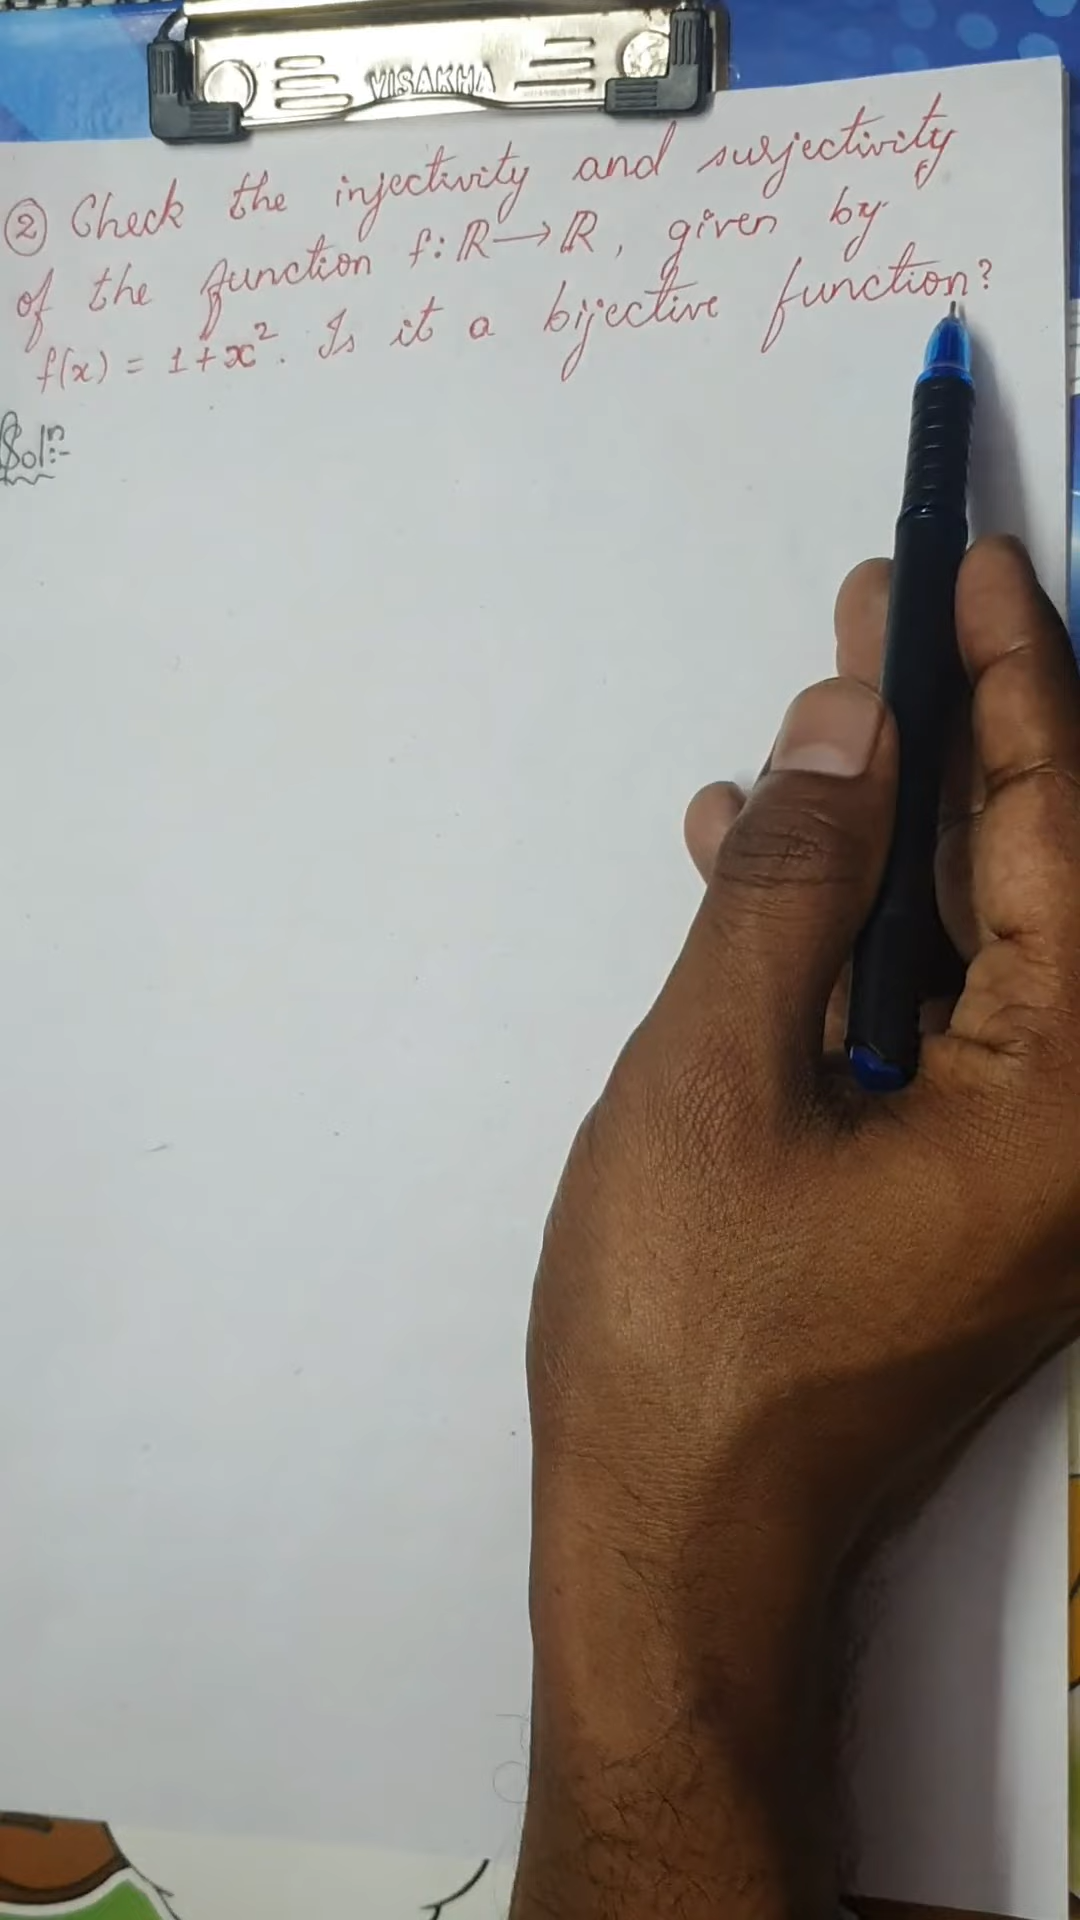 VISAKHA
② Check the injectivity and surjectivity
of the function f: ℝ→ℝ, given by
f(x) = 1+x². Is it a bijective function?
Solⁿ:-